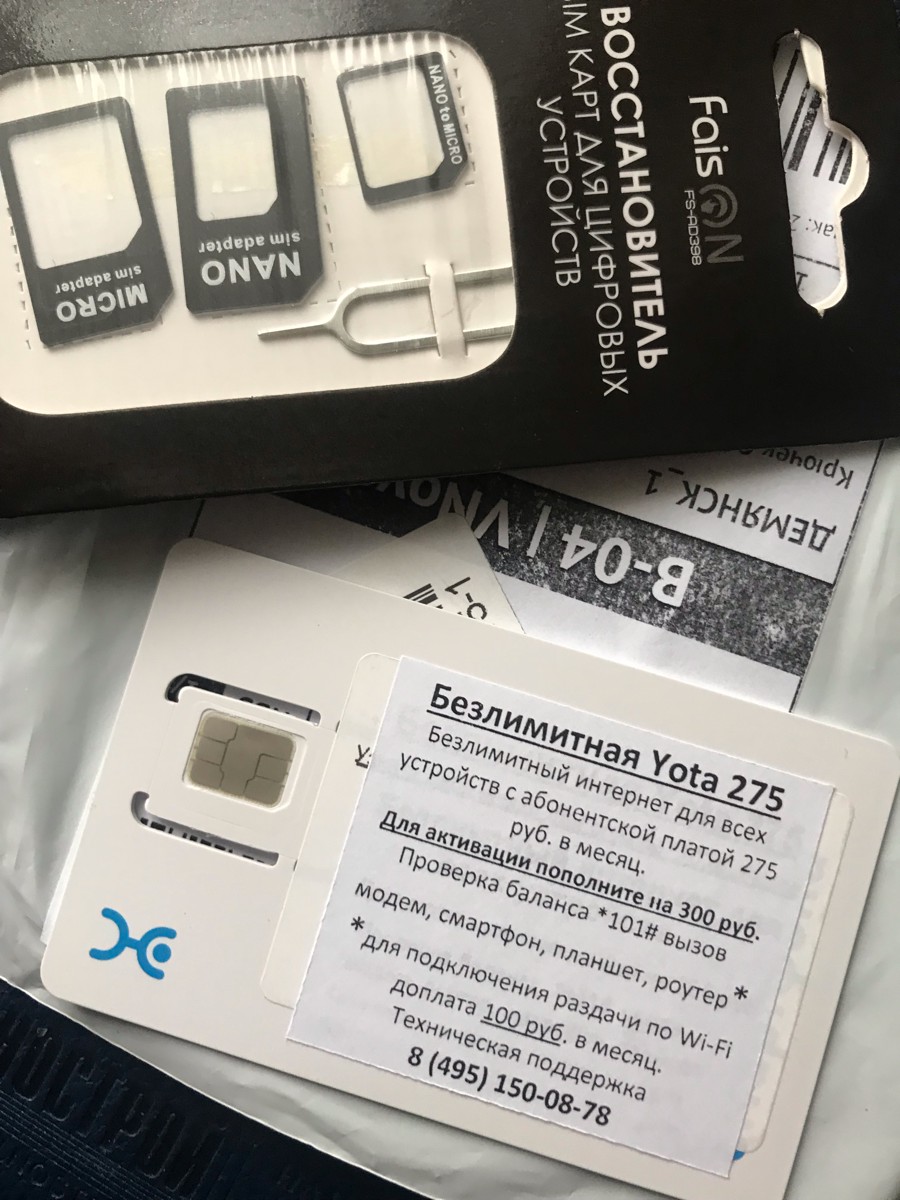 ВОССТАНОВИТЕЛЬ
СИМ КАРТ ДЛЯ ЦИФРОВЫХ
УСТРОЙСТВ
FaisON
FS-AD398
NANO to MICRO
NANO
sim adapter
MICRO
sim adapter
ДЕМЯНСК_1
B-04 | VNov
Безлимитная Yota 275
Безлимитный интернет для всех
устройств с абонентской платой 275
руб. в месяц.
Для активации пополните на 300 руб.
Проверка баланса *101# вызов
модем, смартфон, планшет, роутер*
*для подключения раздачи по Wi-Fi
доплата 100 руб. в месяц.
Техническая поддержка
8 (495) 150-08-78